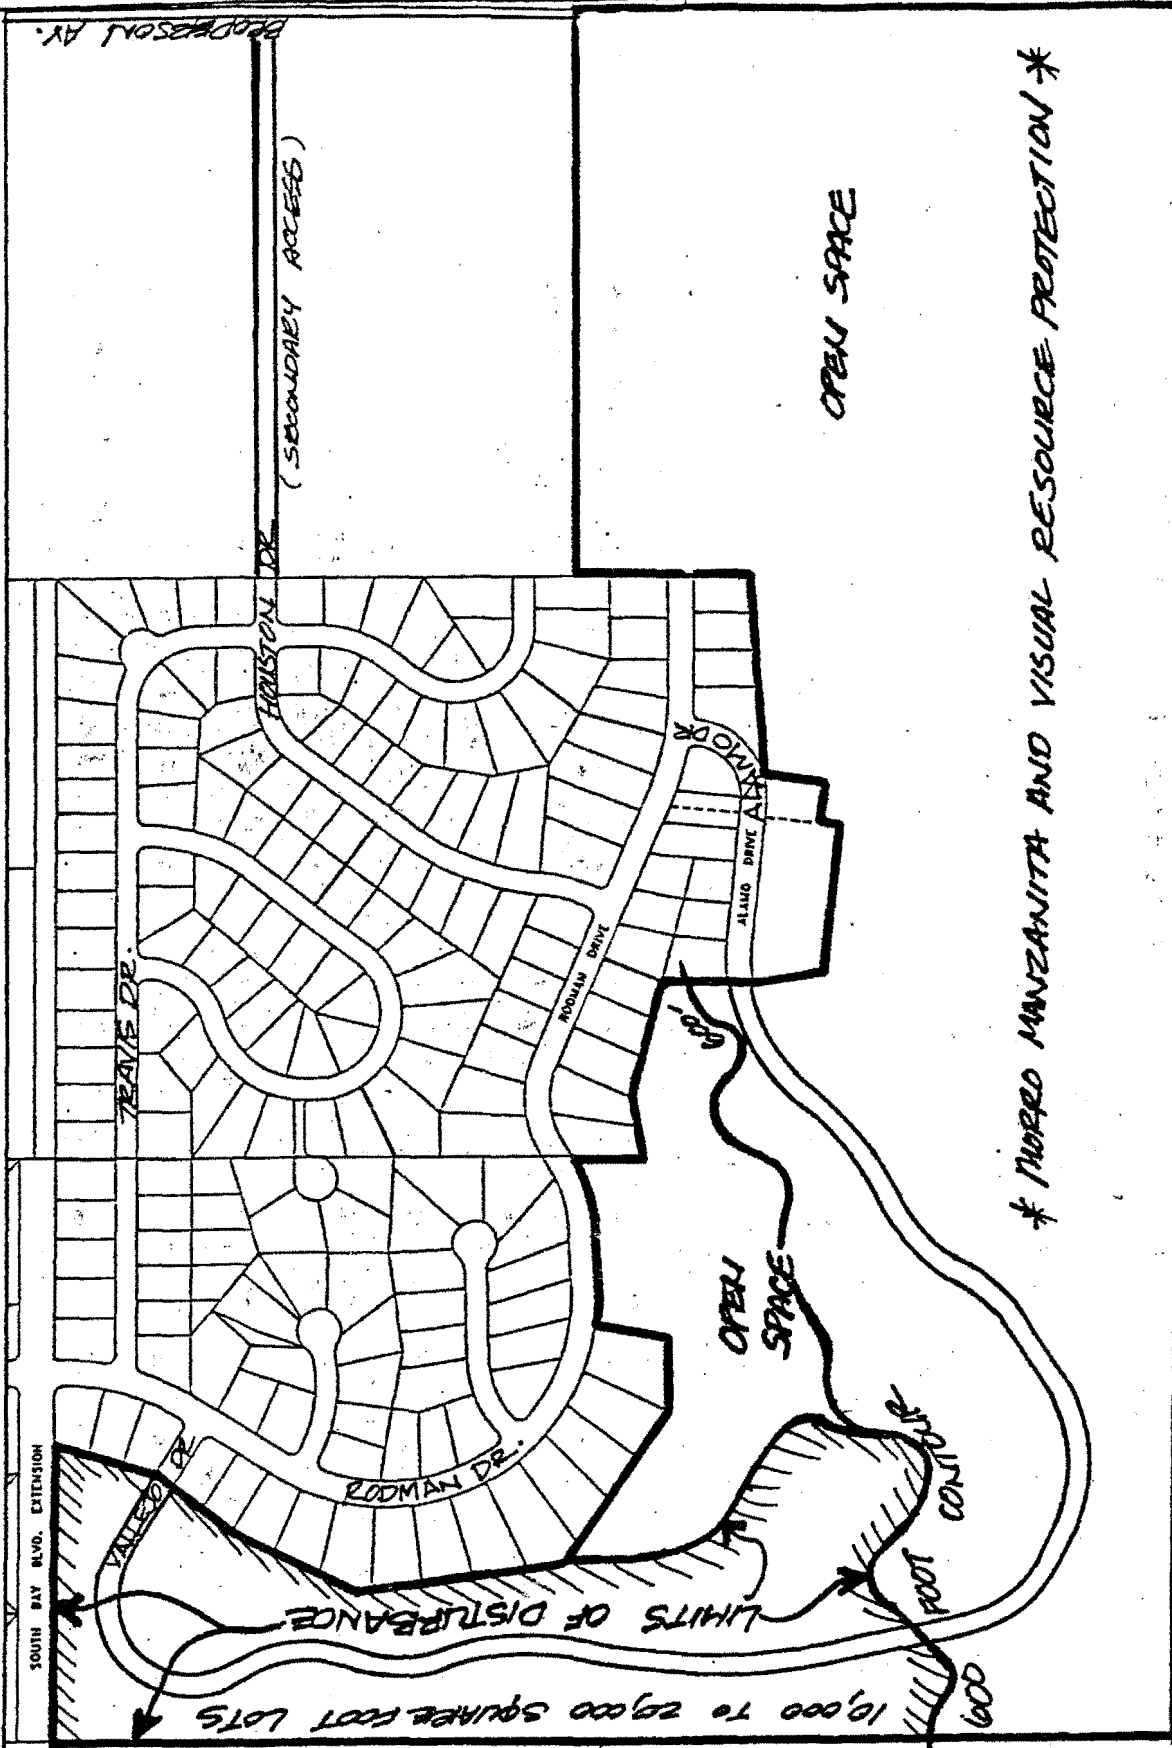 BRODERSON AV.
(SECONDARY ACCESS)
HOUSTON DR.
OPEN SPACE
* MORRO MANZANITA AND VISUAL RESOURCE PROTECTION *
ALAMO DR
ALAMO DRIVE
RODMAN DRIVE
TRAVIS DR.
600'
OPEN
SPACE
SOUTH BAY BLVD. EXTENSION
VALLEJO DR
RODMAN DR.
LIMITS OF DISTURBANCE
600 FOOT CONTOUR
10,000 TO 20,000 SQUARE FOOT LOTS